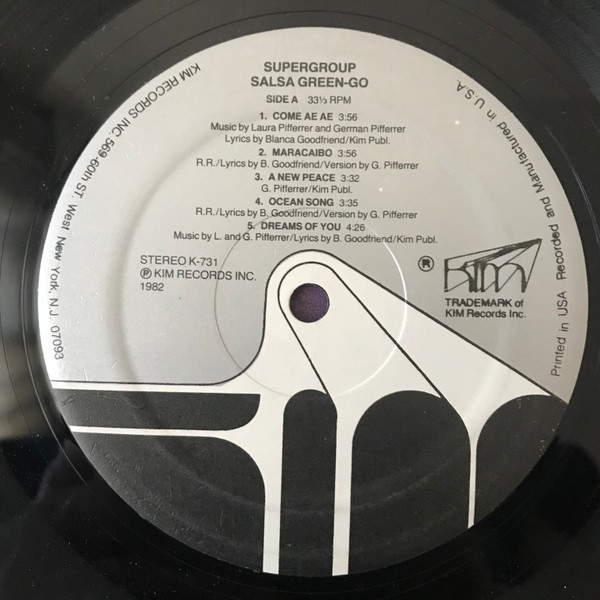 SUPERGROUP
SALSA GREEN-GO
SIDE A 33⅓ RPM
1. COME AE AE 3:56
Music by Laura Pifferrer and German Pifferrer
Lyrics by Blanca Goodfriend/Kim Publ.
2. MARACAIBO 3:56
R.R./Lyrics by B. Goodfriend/Version by G. Pifferrer
3. A NEW PEACE 3:32
G. Pifferrer/Kim Publ.
4. OCEAN SONG 3:35
R.R./Lyrics by B. Goodfriend/Version by G. Pifferrer
5. DREAMS OF YOU 4:26
Music by L. and G. Pifferrer/Lyrics by B. Goodfriend/Kim Publ.
STEREO K-731
℗ KIM RECORDS INC.
1982
® KIM
TRADEMARK of
KIM Records Inc.
KIM RECORDS INC. 569-60th ST. West New York, N.J. 07093
Printed in USA Recorded and Manufactured in U.S.A.